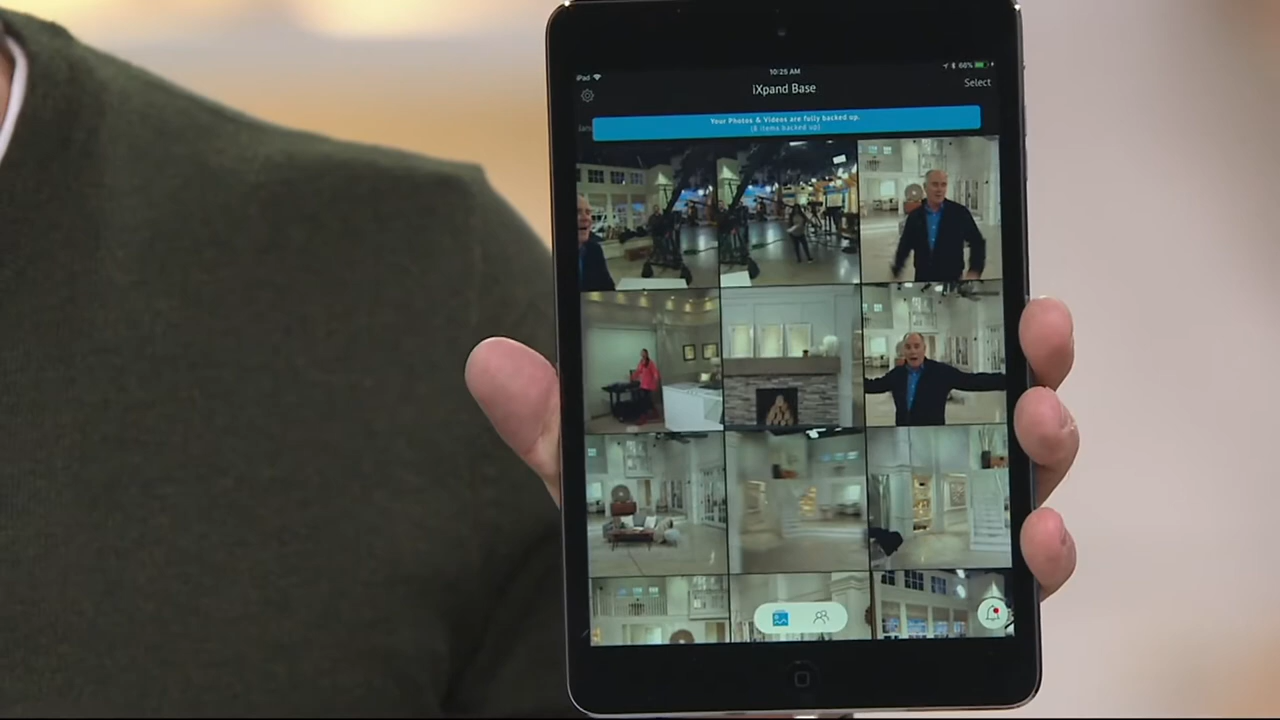 iPad
10:25 AM
66%
iXpand Base
Select
Your Photos & Videos are fully backed up.
(8 items backed up)